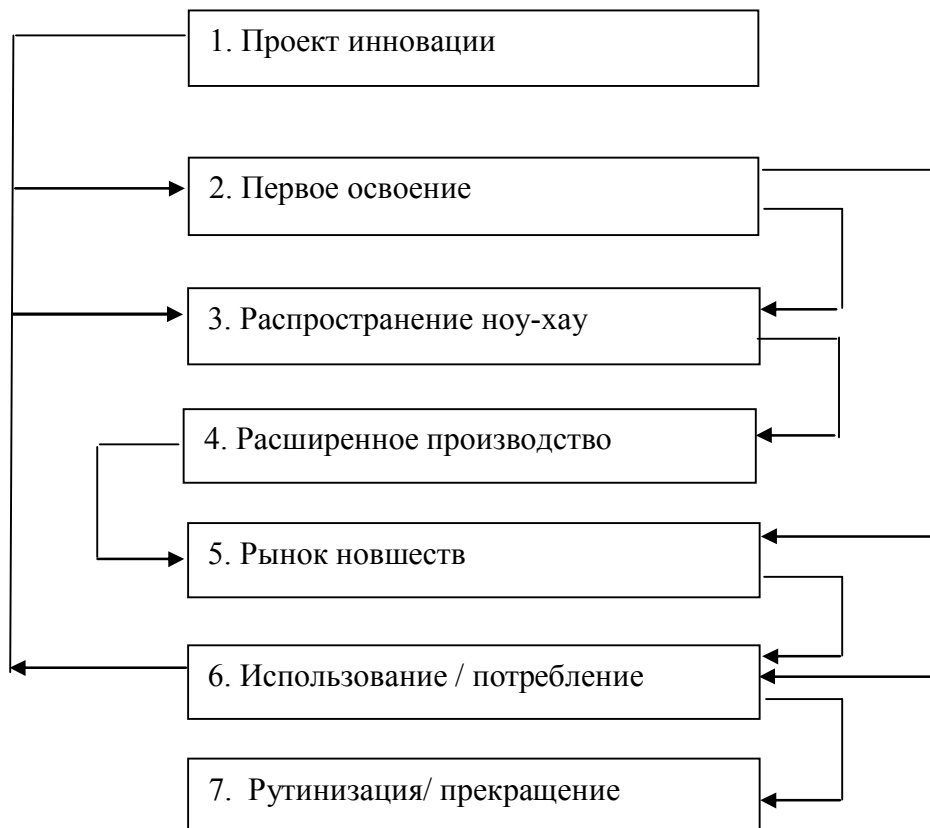 1. Проект инновации
2. Первое освоение
3. Распространение ноу-хау
4. Расширенное производство
5. Рынок новшеств
6. Использование / потребление
7. Рутинизация/ прекращение